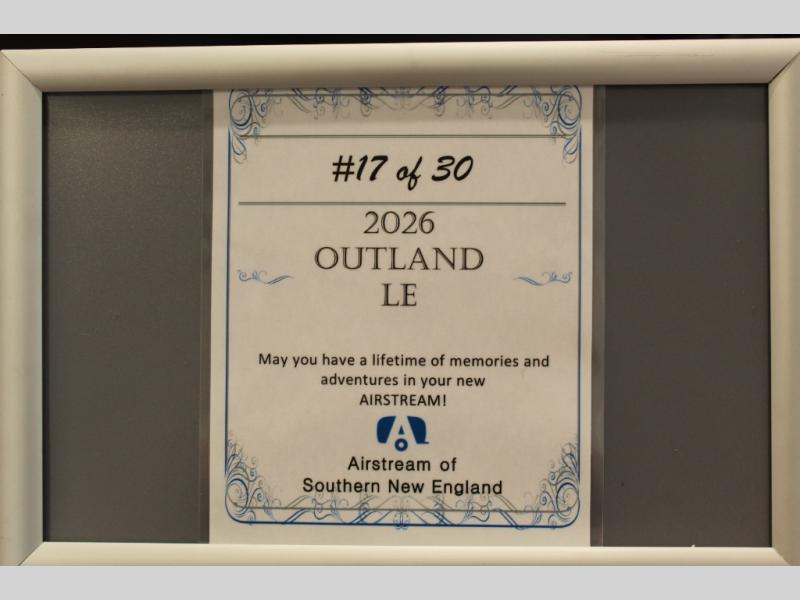 #17 of 30
2026
OUTLAND
LE
May you have a lifetime of memories and
adventures in your new
AIRSTREAM!
A
Airstream of
Southern New England